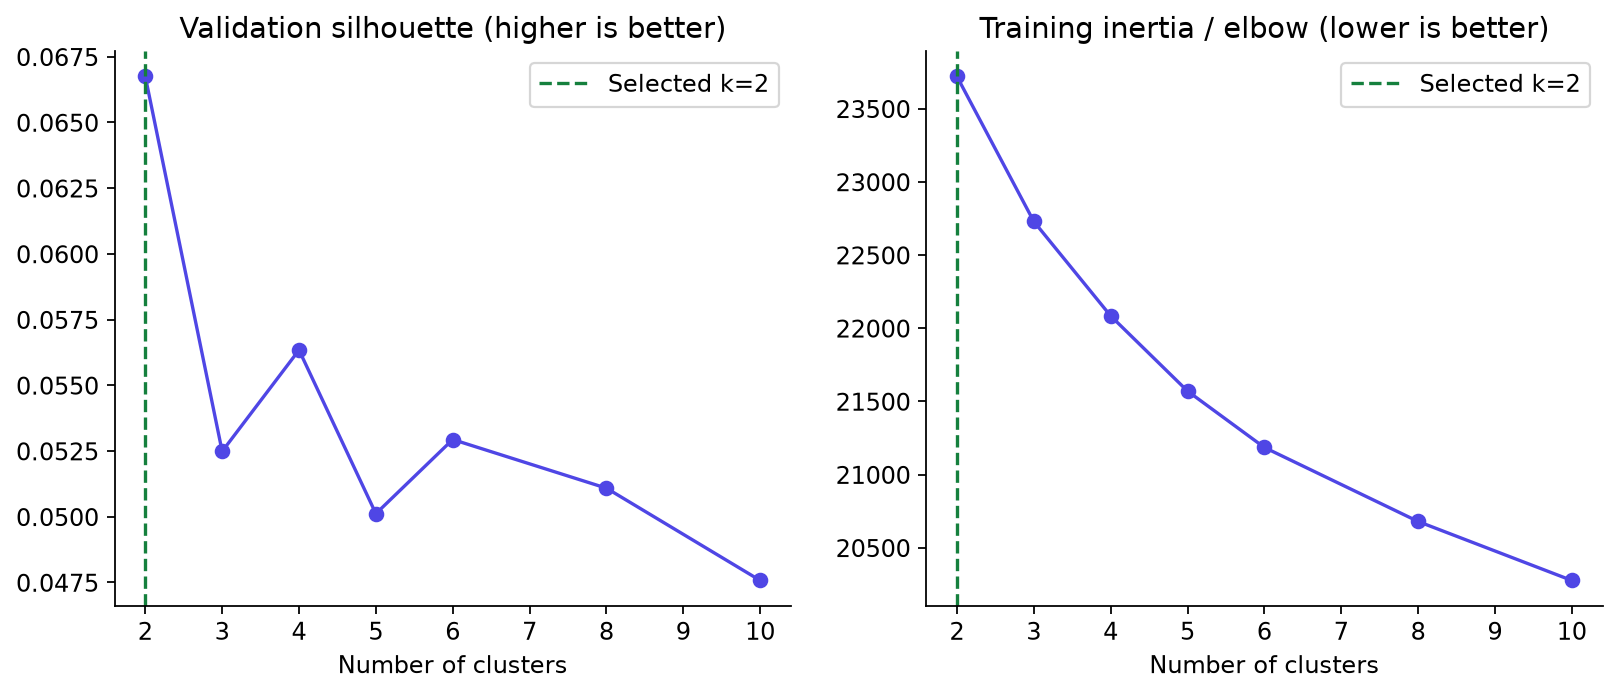 Validation silhouette (higher is better)
0.0675
0.0650
0.0625
0.0600
0.0575
0.0550
0.0525
0.0500
0.0475
Selected k=2
2 3 4 5 6 7 8 9 10
Number of clusters
Training inertia / elbow (lower is better)
23500
23000
22500
22000
21500
21000
20500
Selected k=2
2 3 4 5 6 7 8 9 10
Number of clusters